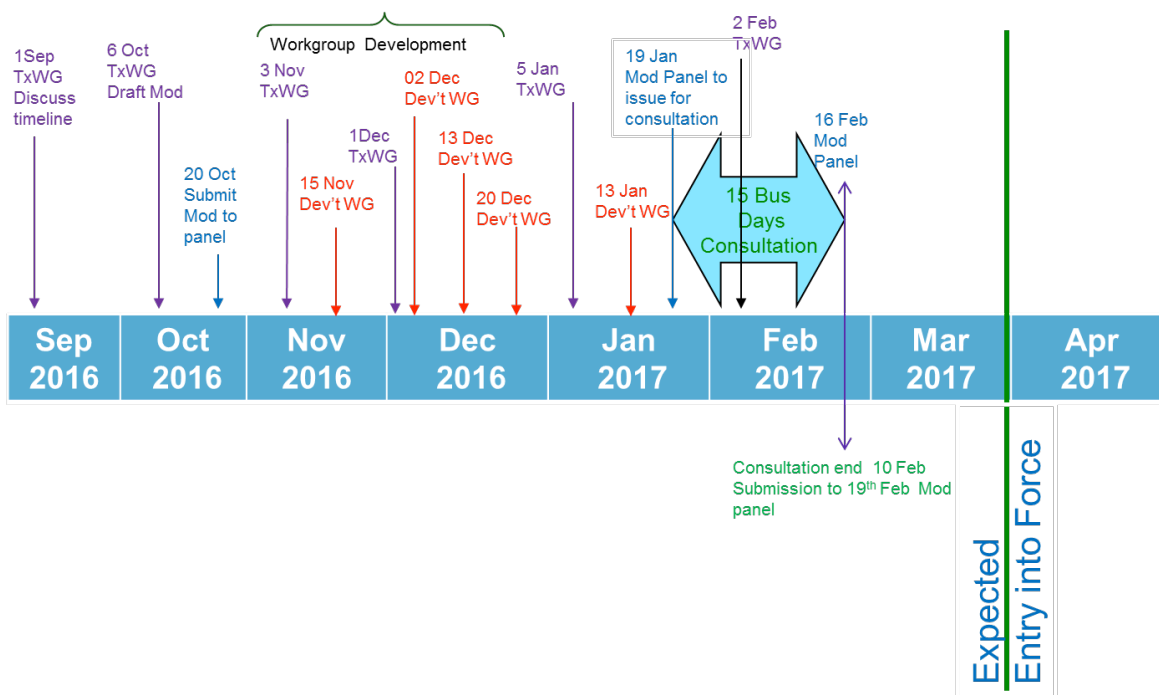 Workgroup Development
1Sep
TxWG
Discuss
timeline
6 Oct
TxWG
Draft Mod
20 Oct
Submit
Mod to
panel
3 Nov
TxWG
15 Nov
Dev't WG
1Dec
TxWG
02 Dec
Dev't WG
13 Dec
Dev't WG
20 Dec
Dev't WG
5 Jan
TxWG
13 Jan
Dev't WG
19 Jan
Mod Panel to
issue for
consultation
2 Feb
TxWG
16 Feb
Mod
Panel
15 Bus
Days
Consultation
Sep
2016
Oct
2016
Nov
2016
Dec
2016
Jan
2017
Feb
2017
Mar
2017
Apr
2017
Consultation end 10 Feb
Submission to 19th Feb Mod
panel
Expected
Entry into Force